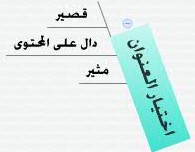 اختيار العنوان
قصير
دال على المحتوى
مثير